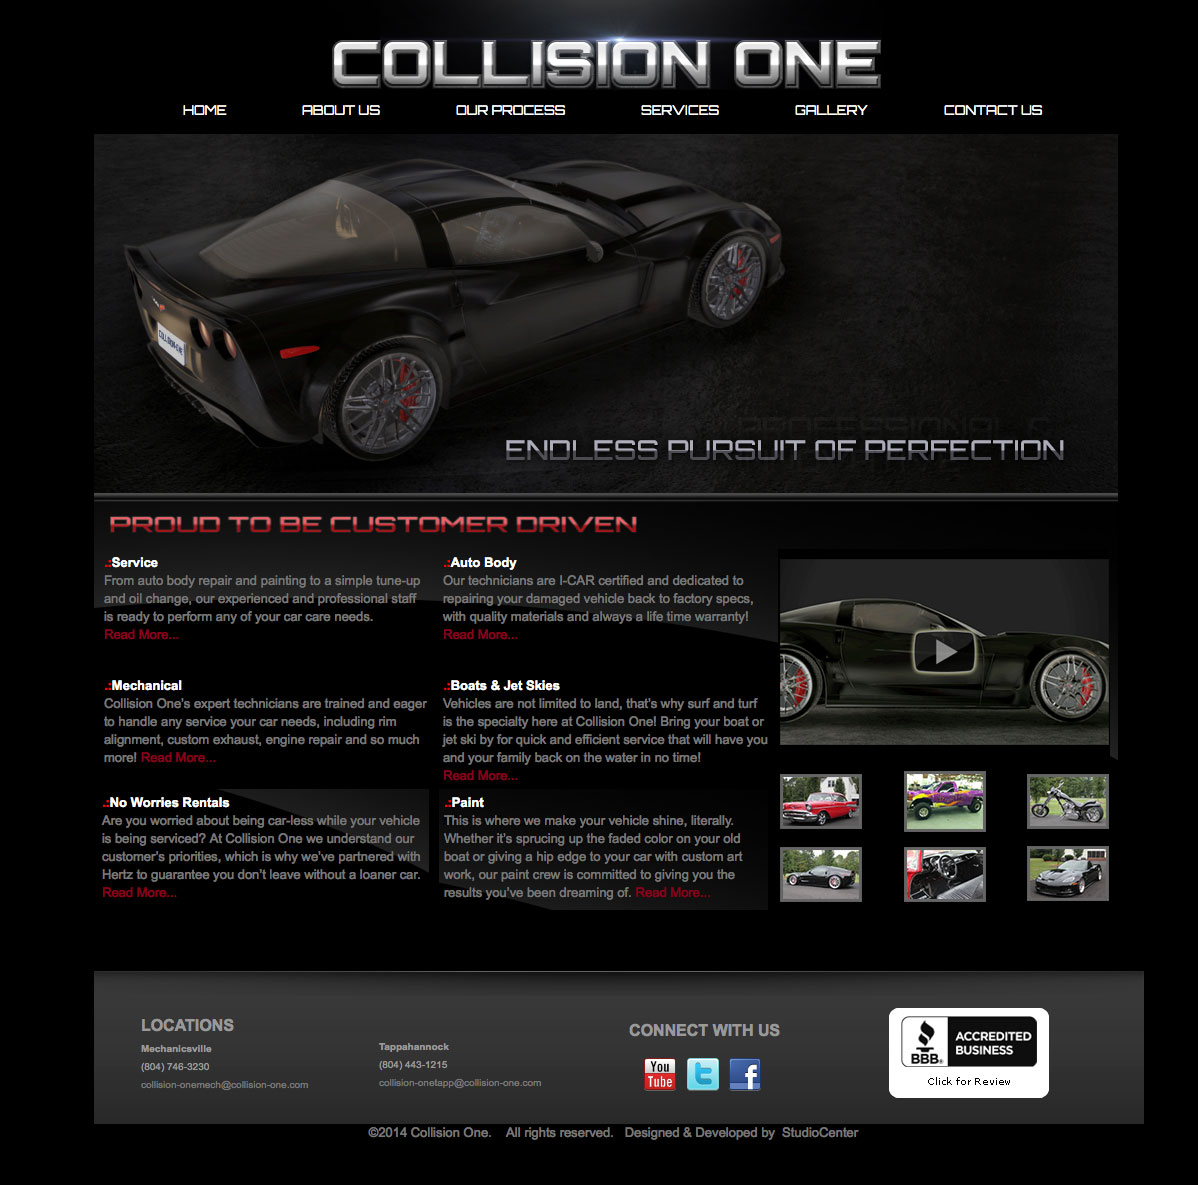 COLLISION ONE
HOME ABOUT US OUR PROCESS SERVICES GALLERY CONTACT US
COLLISION-ONE
PROFESSIONAL
ENDLESS PURSUIT OF PERFECTION
PROUD TO BE CUSTOMER DRIVEN
.:Service
From auto body repair and painting to a simple tune-up
and oil change, our experienced and professional staff
is ready to perform any of your car care needs.
Read More...
.:Auto Body
Our technicians are I-CAR certified and dedicated to
repairing your damaged vehicle back to factory specs,
with quality materials and always a life time warranty!
Read More...
.:Mechanical
Collision One's expert technicians are trained and eager
to handle any service your car needs, including rim
alignment, custom exhaust, engine repair and so much
more! Read More...
.:Boats & Jet Skies
Vehicles are not limited to land, that's why surf and turf
is the specialty here at Collision One! Bring your boat or
jet ski by for quick and efficient service that will have you
and your family back on the water in no time!
Read More...
.:No Worries Rentals
Are you worried about being car-less while your vehicle
is being serviced? At Collision One we understand our
customer's priorities, which is why we've partnered with
Hertz to guarantee you don't leave without a loaner car.
Read More...
.:Paint
This is where we make your vehicle shine, literally.
Whether it's sprucing up the faded color on your old
boat or giving a hip edge to your car with custom art
work, our paint crew is committed to giving you the
results you've been dreaming of. Read More...
LOCATIONS
Mechanicsville
(804) 746-3230
collision-onemech@collision-one.com
Tappahannock
(804) 443-1215
collision-onetapp@collision-one.com
CONNECT WITH US
You
Tube
t
f
BBB.
ACCREDITED
BUSINESS
Click for Review
©2014 Collision One. All rights reserved. Designed & Developed by StudioCenter